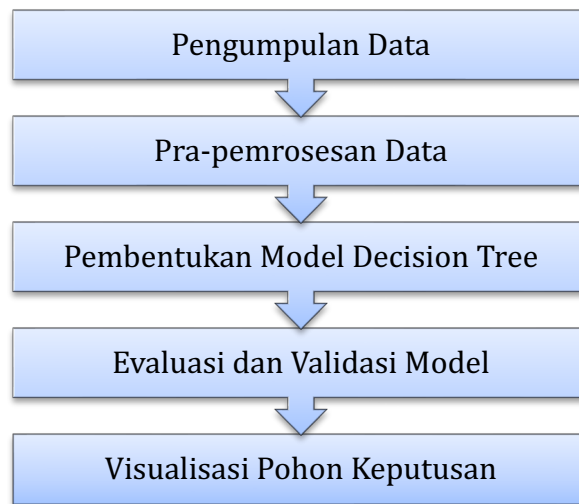 Pengumpulan Data
Pra-pemrosesan Data
Pembentukan Model Decision Tree
Evaluasi dan Validasi Model
Visualisasi Pohon Keputusan